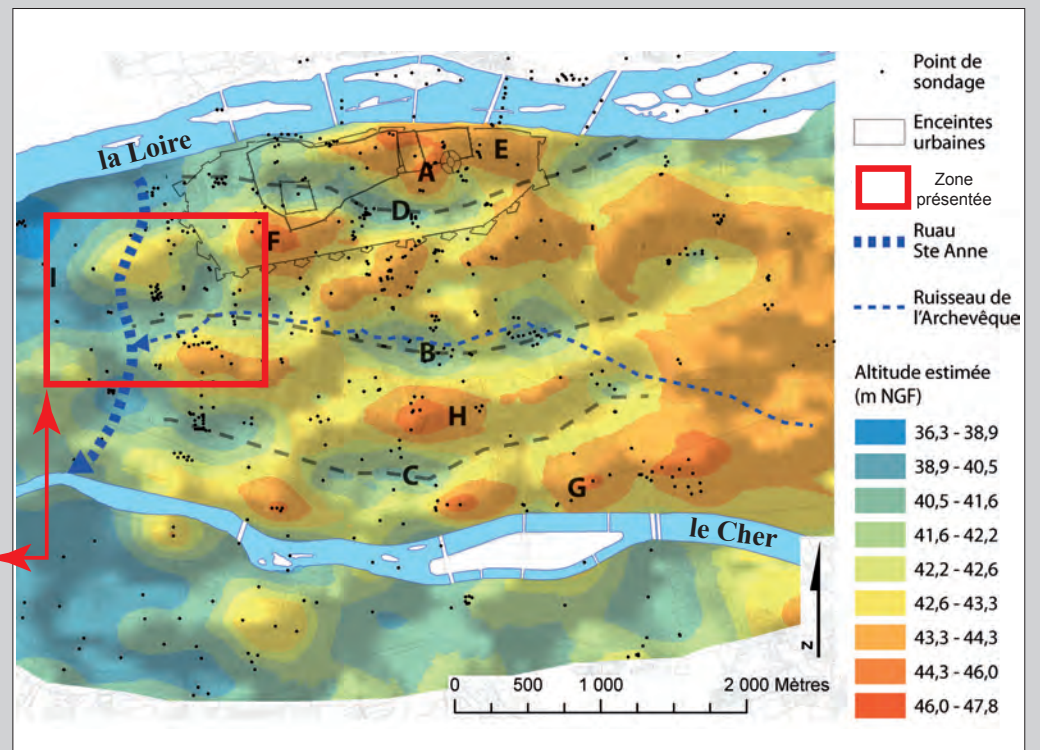 la Loire
A
E
D
F
I
B
H
C
G
le Cher
N
0 500 1 000 2 000 Mètres
Point de
sondage
Enceintes
urbaines
Zone
présentée
Ruau
Ste Anne
Ruisseau de
l'Archevêque
Altitude estimée
(m NGF)
36,3 - 38,9
38,9 - 40,5
40,5 - 41,6
41,6 - 42,2
42,2 - 42,6
42,6 - 43,3
43,3 - 44,3
44,3 - 46,0
46,0 - 47,8